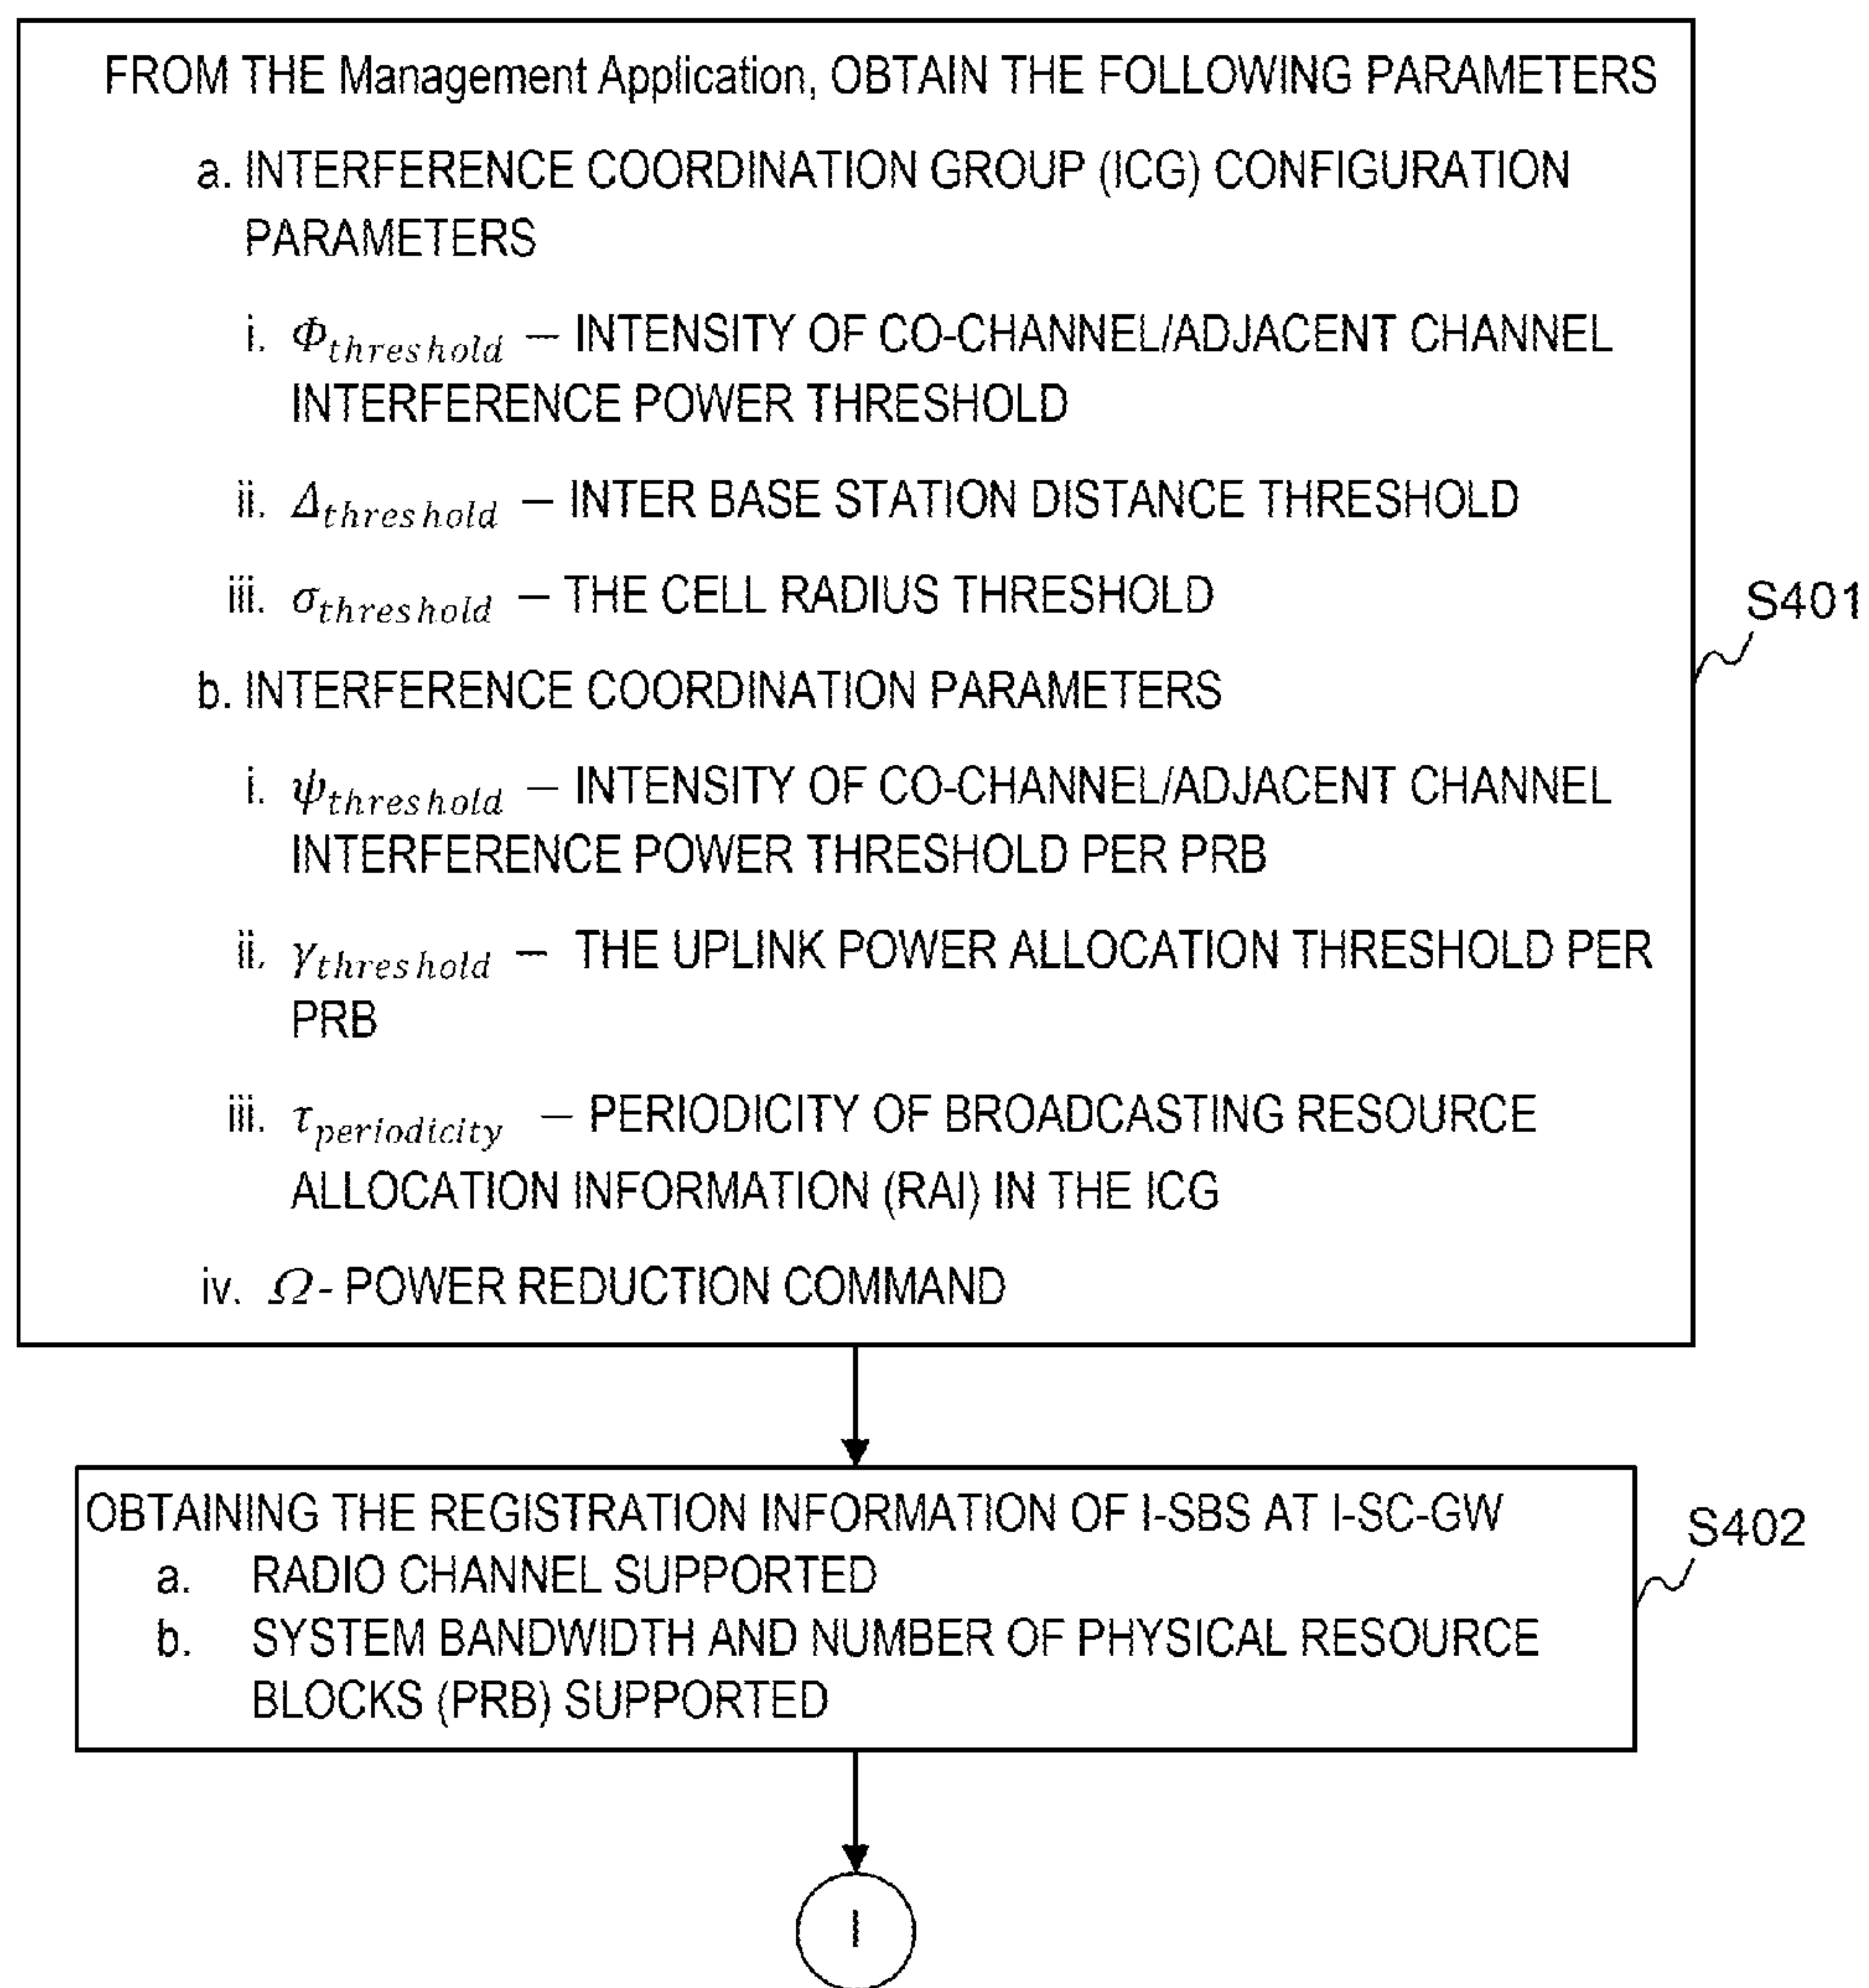 FROM THE Management Application, OBTAIN THE FOLLOWING PARAMETERS
a. INTERFERENCE COORDINATION GROUP (ICG) CONFIGURATION
PARAMETERS
i. Φthreshold — INTENSITY OF CO-CHANNEL/ADJACENT CHANNEL
INTERFERENCE POWER THRESHOLD
ii. Δthreshold — INTER BASE STATION DISTANCE THRESHOLD
iii. σthreshold — THE CELL RADIUS THRESHOLD
S401
b. INTERFERENCE COORDINATION PARAMETERS
i. ψthreshold — INTENSITY OF CO-CHANNEL/ADJACENT CHANNEL
INTERFERENCE POWER THRESHOLD PER PRB
ii. γthreshold — THE UPLINK POWER ALLOCATION THRESHOLD PER
PRB
iii. τperiodicity — PERIODICITY OF BROADCASTING RESOURCE
ALLOCATION INFORMATION (RAI) IN THE ICG
iv. Ω- POWER REDUCTION COMMAND
OBTAINING THE REGISTRATION INFORMATION OF I-SBS AT I-SC-GW
S402
a. RADIO CHANNEL SUPPORTED
b. SYSTEM BANDWIDTH AND NUMBER OF PHYSICAL RESOURCE
BLOCKS (PRB) SUPPORTED
I